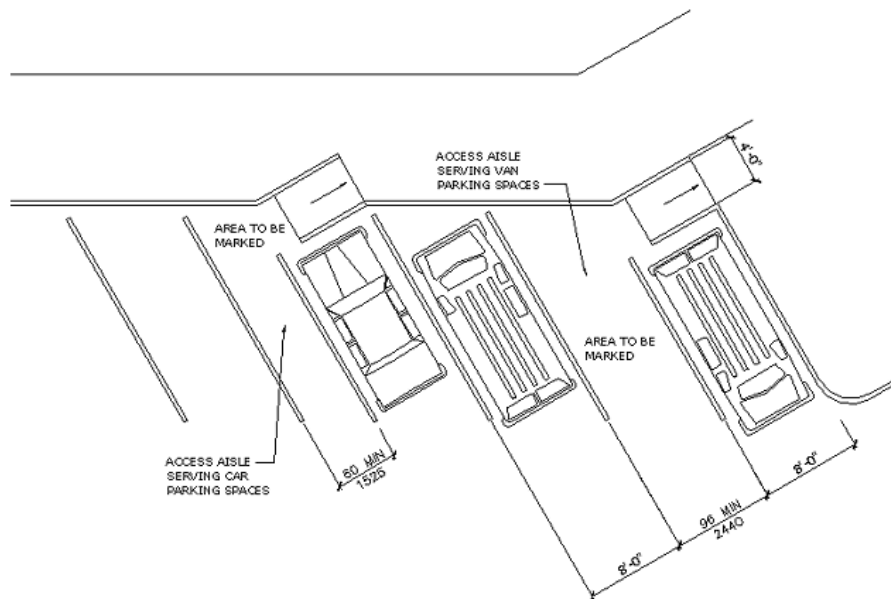 ACCESS AISLE
SERVING VAN
PARKING SPACES
4'-0"
AREA TO BE
MARKED
AREA TO BE
MARKED
ACCESS AISLE
SERVING CAR
PARKING SPACES
60 MIN
1525
8'-0"
96 MIN
2440
8'-0"